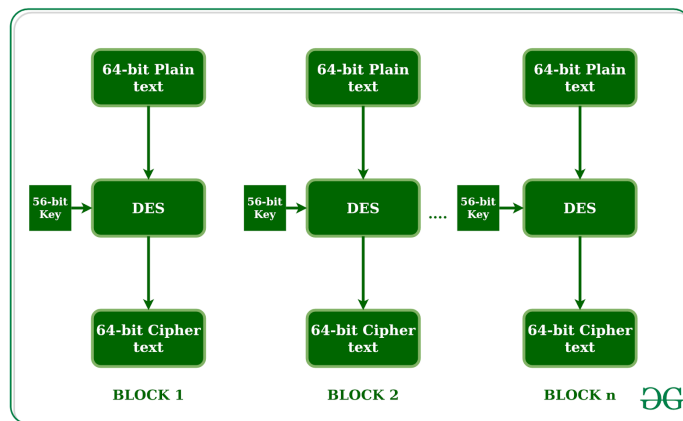 64-bit Plain
text
64-bit Plain
text
64-bit Plain
text
56-bit
Key
DES
56-bit
Key
DES
....
56-bit
Key
DES
64-bit Cipher
text
64-bit Cipher
text
64-bit Cipher
text
BLOCK 1
BLOCK 2
BLOCK n